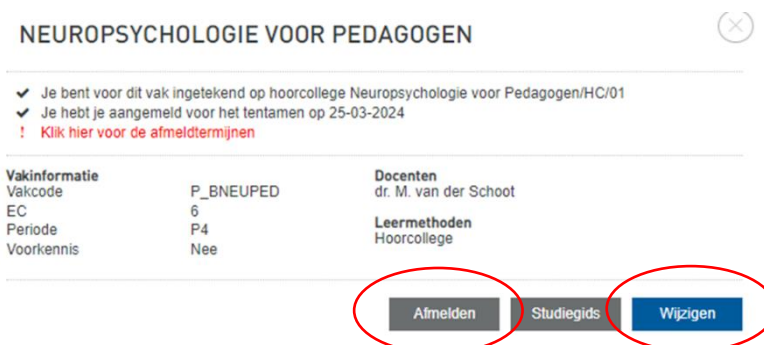 NEUROPSYCHOLOGIE VOOR PEDAGOGEN
✔ Je bent voor dit vak ingetekend op hoorcollege Neuropsychologie voor Pedagogen/HC/01
✔ Je hebt je aangemeld voor het tentamen op 25-03-2024
! Klik hier voor de afmeldtermijnen
Vakinformatie
Vakcode P_BNEUPED
EC 6
Periode P4
Voorkennis Nee
Docenten
dr. M. van der Schoot
Leermethoden
Hoorcollege
Afmelden Studiegids Wijzigen